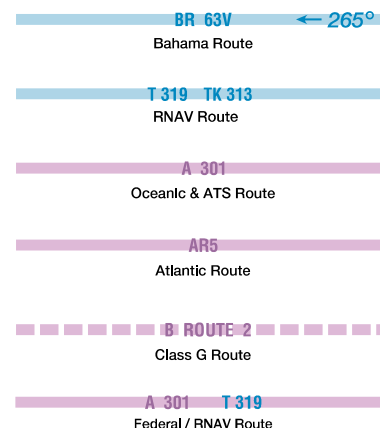 BR 63V ← 265°
Bahama Route
T 319 TK 313
RNAV Route
A 301
Oceanic & ATS Route
AR5
Atlantic Route
B ROUTE 2
Class G Route
A 301 T 319
Federal / RNAV Route